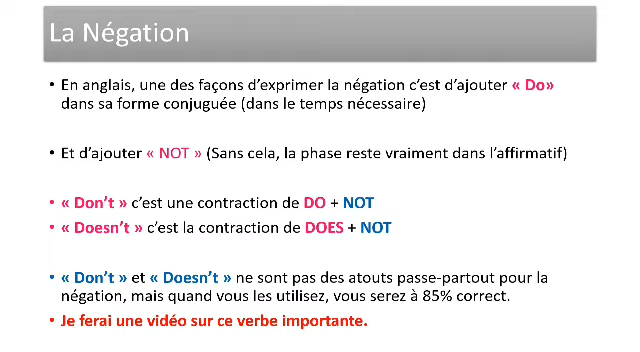 La Négation
• En anglais, une des façons d'exprimer la négation c'est d'ajouter « Do»
dans sa forme conjuguée (dans le temps nécessaire)
• Et d'ajouter « NOT » (Sans cela, la phase reste vraiment dans l'affirmatif)
• « Don't » c'est une contraction de DO + NOT
• « Doesn't » c'est la contraction de DOES + NOT
• « Don't » et « Doesn't » ne sont pas des atouts passe-partout pour la
négation, mais quand vous les utilisez, vous serez à 85% correct.
• Je ferai une vidéo sur ce verbe importante.